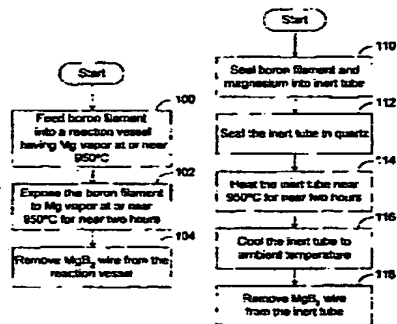 Start
100
Feed boron filament
into a reaction vessel
having Mg vapor at or near
950°C
102
Expose the boron filament
to Mg vapor at or near
950°C for near two hours
104
Remove MgB₂ wire from the
reaction vessel
Start
110
Seal boron filament and
magnesium into inert tube
112
Seal the inert tube in quartz
114
Heat the inert tube near
950°C for near two hours
116
Cool the inert tube to
ambient temperature
118
Remove MgB₂ wire
from the inert tube